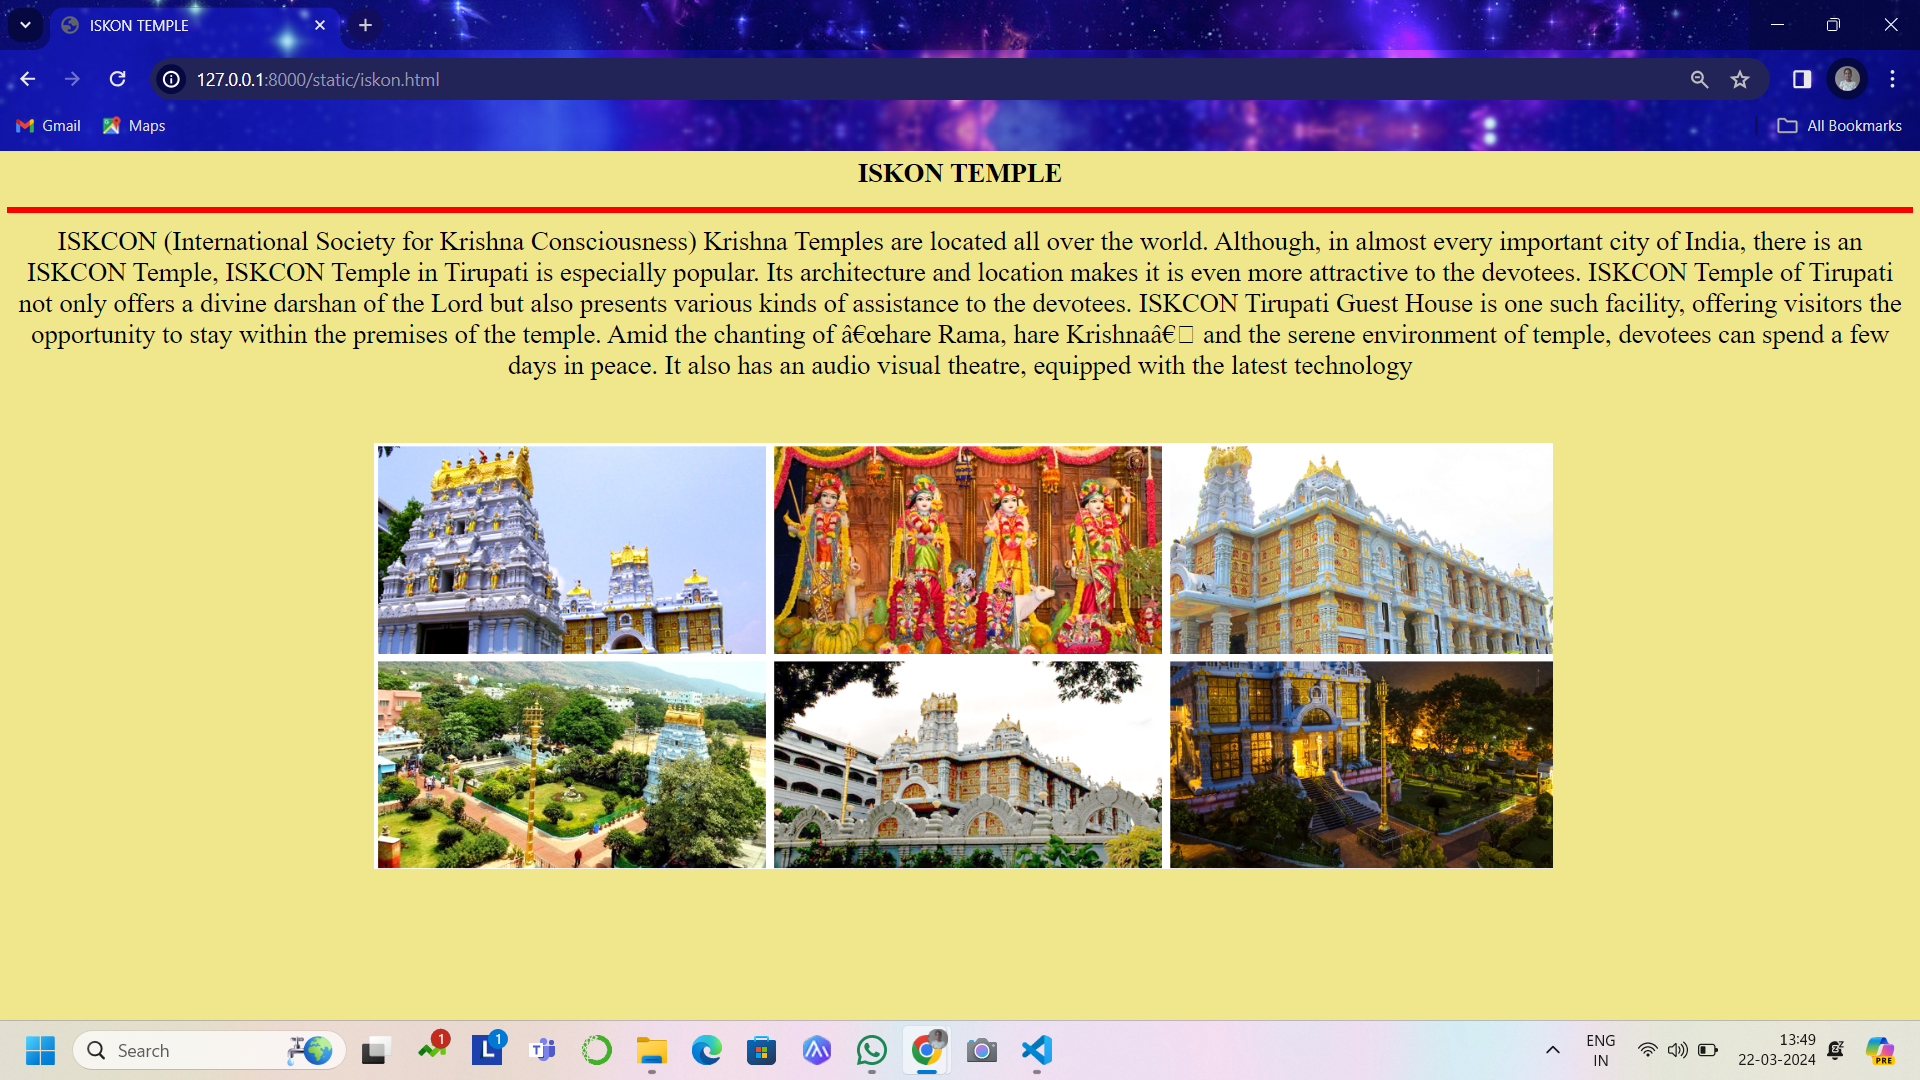 ISKON TEMPLE
127.0.0.1:8000/static/iskon.html
Gmail
Maps
All Bookmarks
ISKON TEMPLE
ISKCON (International Society for Krishna Consciousness) Krishna Temples are located all over the world. Although, in almost every important city of India, there is an
ISKCON Temple, ISKCON Temple in Tirupati is especially popular. Its architecture and location makes it is even more attractive to the devotees. ISKCON Temple of Tirupati
not only offers a divine darshan of the Lord but also presents various kinds of assistance to the devotees. ISKCON Tirupati Guest House is one such facility, offering visitors the
opportunity to stay within the premises of the temple. Amid the chanting of â€œhare Rama, hare Krishnaâ€□ and the serene environment of temple, devotees can spend a few
days in peace. It also has an audio visual theatre, equipped with the latest technology
Search
1
L
1
T
ENG
IN
13:49
22-03-2024
PRE